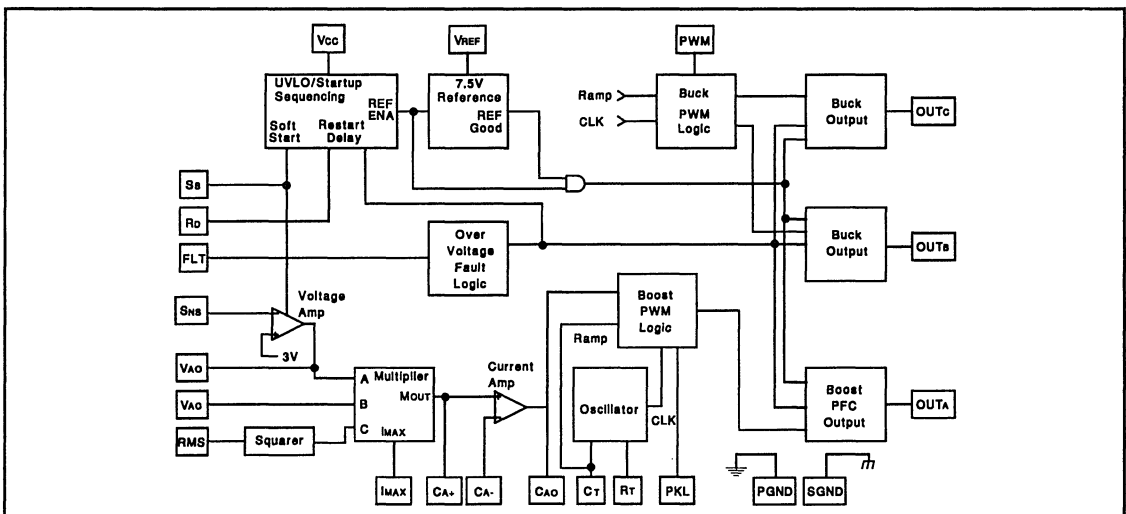 VCC
VREF
PWM
UVLO/Startup
Sequencing
REF
ENA
Soft
Start
Restart
Delay
7.5V
Reference
REF
Good
Ramp
CLK
Buck
PWM
Logic
Buck
Output
OUTC
SB
RD
FLT
Over
Voltage
Fault
Logic
Buck
Output
OUTB
SNS
Voltage
Amp
3V
Boost
PWM
Logic
Ramp
VAO
VAC
RMS
Squarer
A
B
C
Multiplier
MOUT
IMAX
Current
Amp
Oscillator
CLK
Boost
PFC
Output
OUTA
IMAX
CA+
CA-
CAO
CT
RT
PKL
PGND
SGND